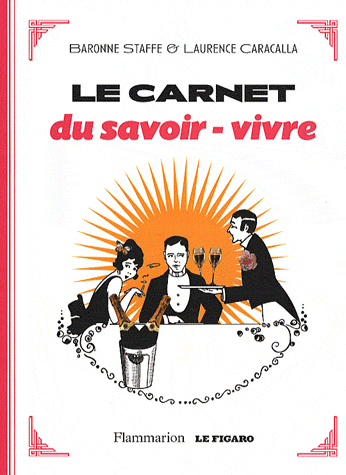 BARONNE STAFFE & LAURENCE CARACALLA
LE CARNET
du savoir - vivre
Flammarion LE FIGARO